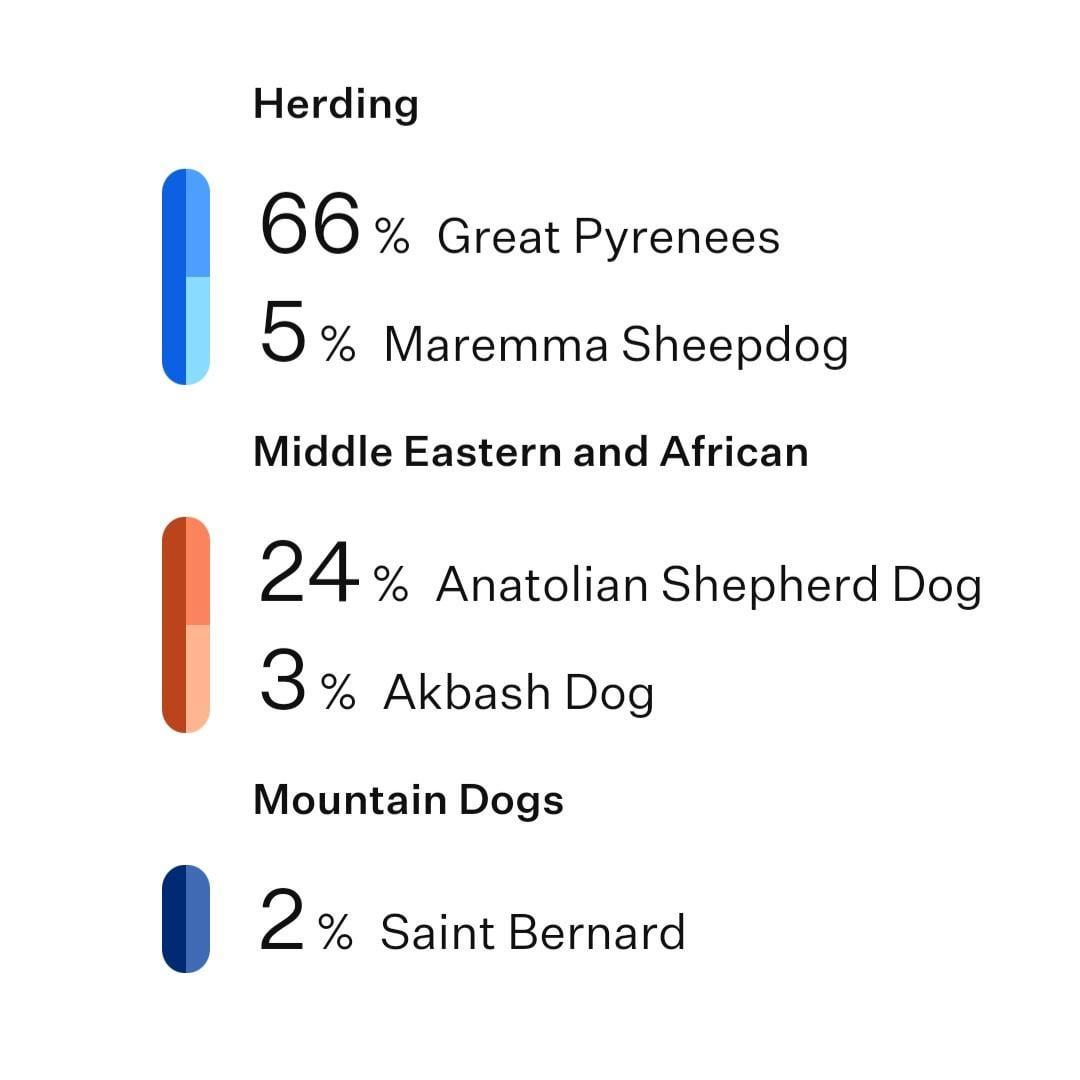 Herding
66 % Great Pyrenees
5 % Maremma Sheepdog
Middle Eastern and African
24 % Anatolian Shepherd Dog
3 % Akbash Dog
Mountain Dogs
2 % Saint Bernard